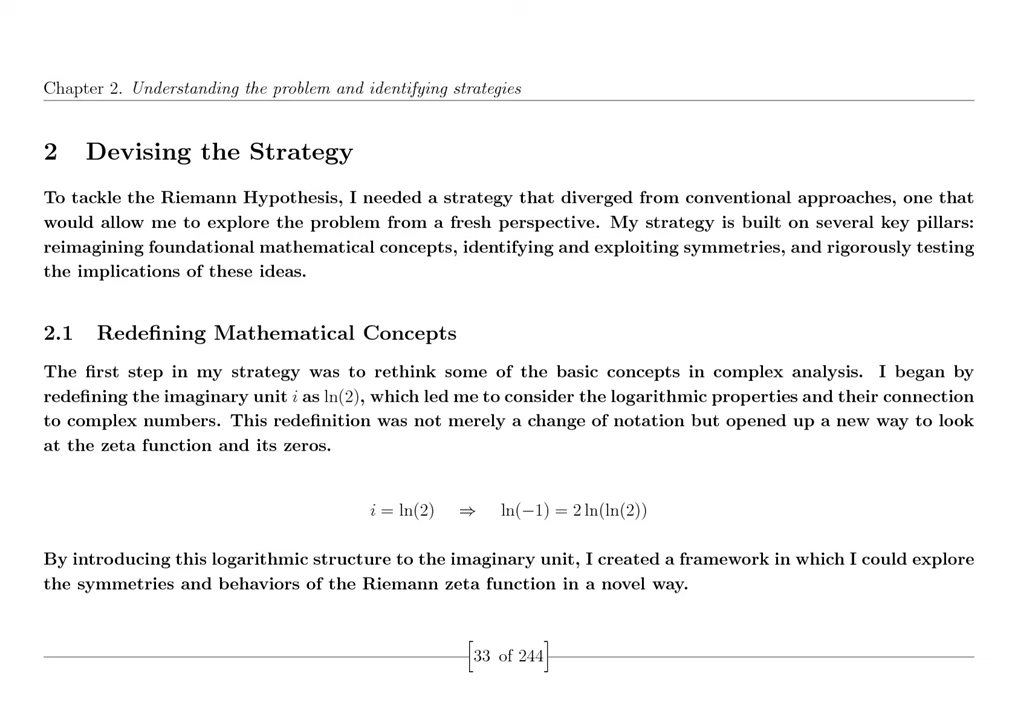 Chapter 2. Understanding the problem and identifying strategies
2 Devising the Strategy
To tackle the Riemann Hypothesis, I needed a strategy that diverged from conventional approaches, one that
would allow me to explore the problem from a fresh perspective. My strategy is built on several key pillars:
reimagining foundational mathematical concepts, identifying and exploiting symmetries, and rigorously testing
the implications of these ideas.
2.1 Redefining Mathematical Concepts
The first step in my strategy was to rethink some of the basic concepts in complex analysis. I began by
redefining the imaginary unit i as ln(2), which led me to consider the logarithmic properties and their connection
to complex numbers. This redefinition was not merely a change of notation but opened up a new way to look
at the zeta function and its zeros.
i = ln(2) ⇒ ln(−1) = 2 ln(ln(2))
By introducing this logarithmic structure to the imaginary unit, I created a framework in which I could explore
the symmetries and behaviors of the Riemann zeta function in a novel way.
[33 of 244]